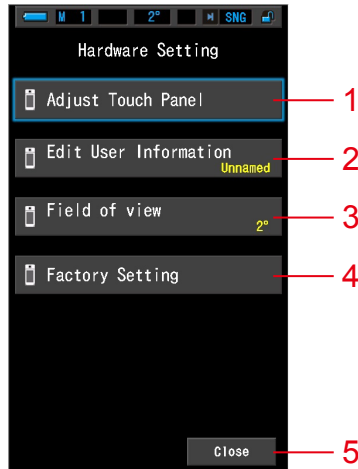 M 1 2° SNG
Hardware Setting
Adjust Touch Panel 1
Edit User Information 2
Unnamed
Field of view 3
2°
Factory Setting 4
Close 5